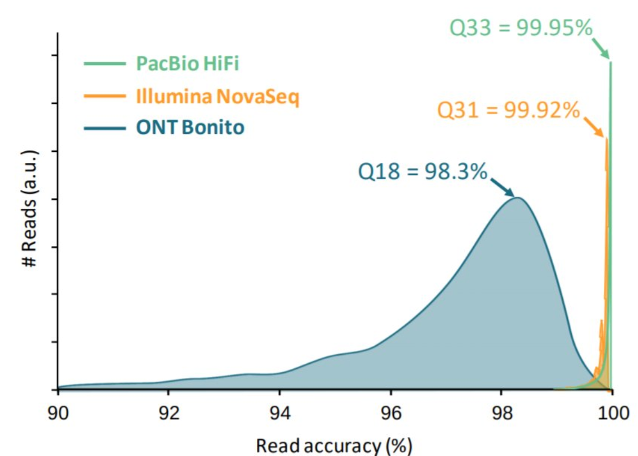 Q33 = 99.95%
PacBio HiFi
Illumina NovaSeq
Q31 = 99.92%
ONT Bonito
Q18 = 98.3%
# Reads (a.u.)
90 92 94 96 98 100
Read accuracy (%)